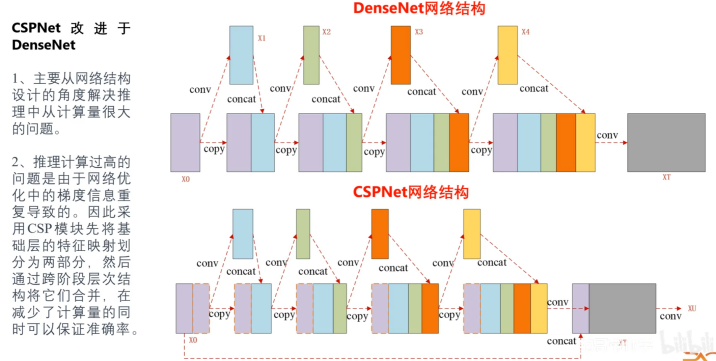 CSPNet 改 进 于
DenseNet
1、主要从网络结构
设计的角度解决推
理中从计算量很大
的问题。
2、推理计算过高的
问题是由于网络优
化中的梯度信息重
复导致的。因此采
用CSP模块先将基
础层的特征映射划
分为两部分，然后
通过跨阶段层次结
构将它们合并，在
减少了计算量的同
时可以保证准确率。
DenseNet网络结构
X1
X2
X3
X4
conv
concat
conv
concat
conv
concat
conv
concat
conv
copy
copy
copy
copy
X0
XT
CSPNet网络结构
conv
concat
conv
concat
conv
concat
conv
concat
conv
copy
copy
copy
copy
X0
concat
XT
conv
XU
bilibili